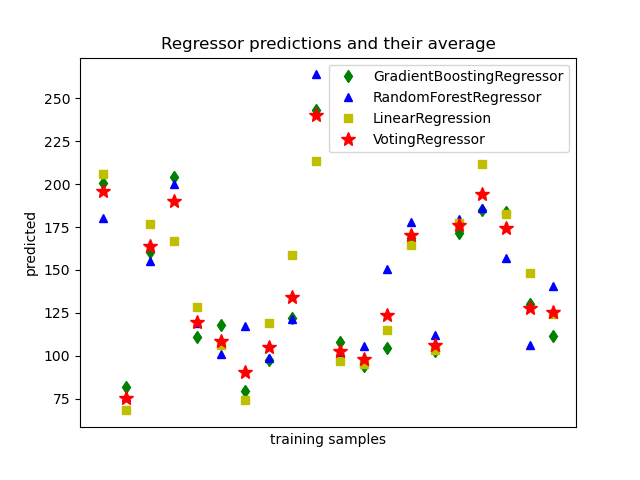 Regressor predictions and their average
GradientBoostingRegressor
RandomForestRegressor
LinearRegression
VotingRegressor
250
225
200
175
150
125
100
75
predicted
training samples